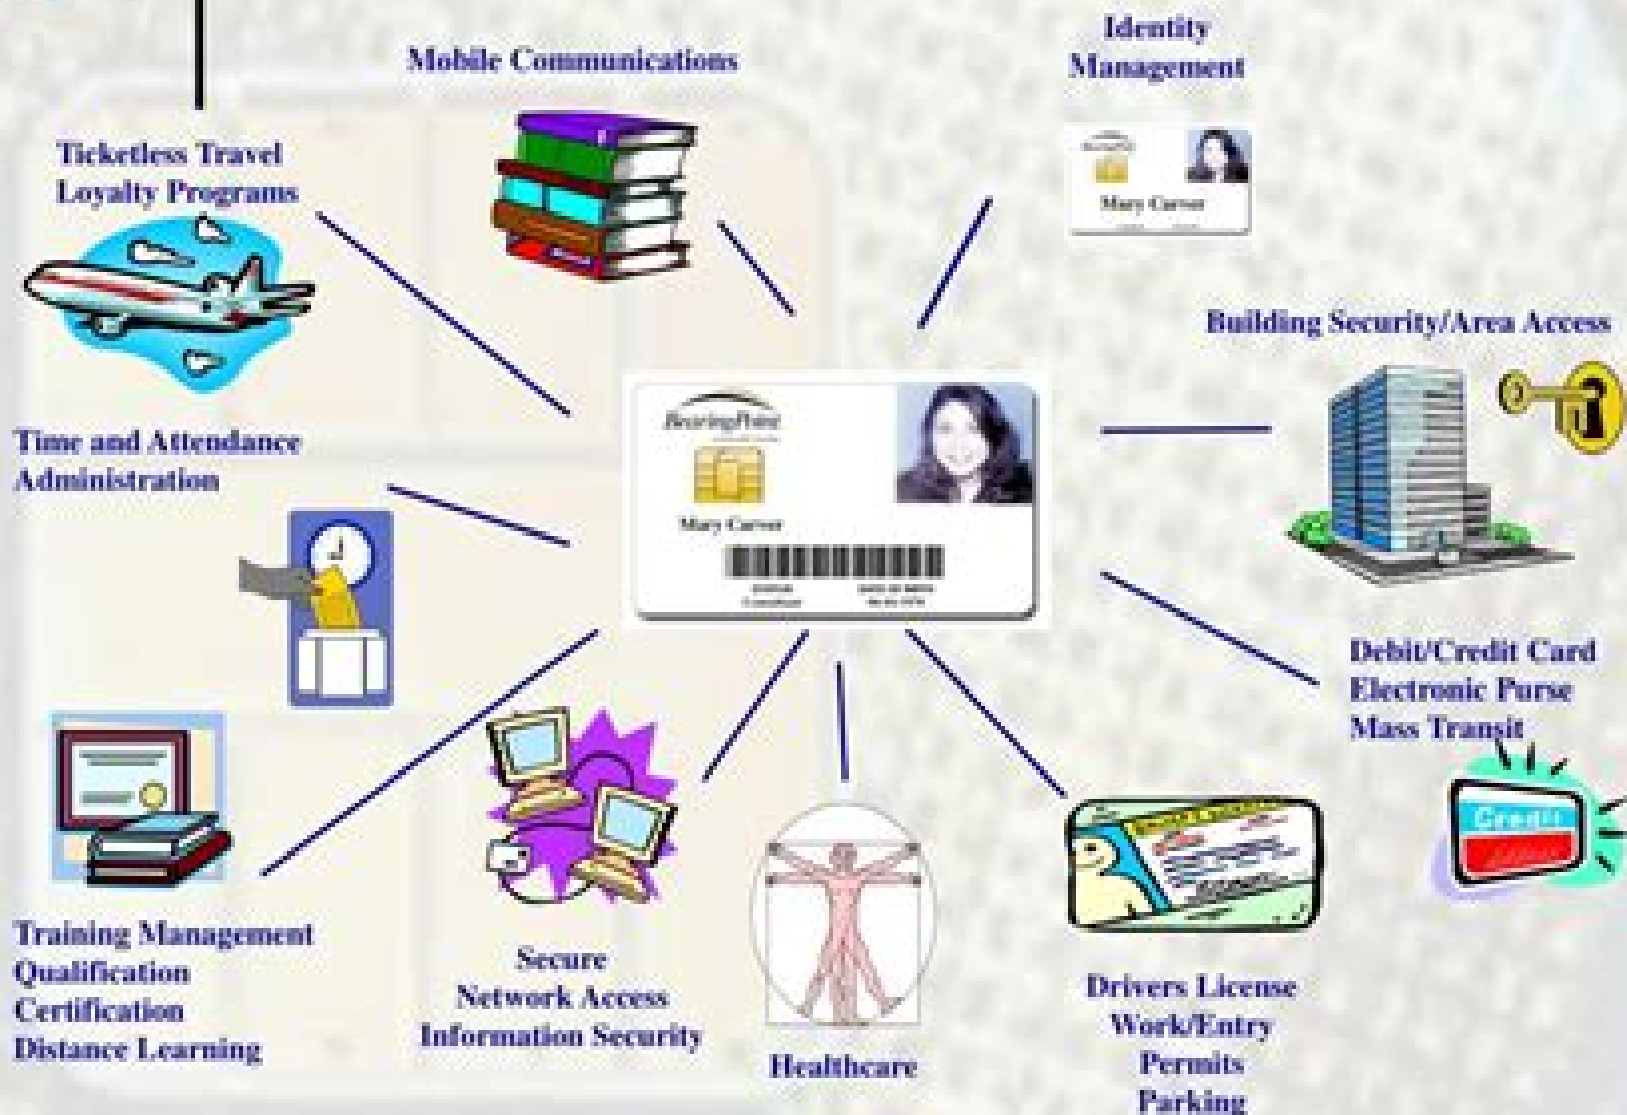 Mobile Communications
Identity
Management
Ticketless Travel
Loyalty Programs
Mary Carver
Building Security/Area Access
BearingPoint
Mary Carver
Time and Attendance
Administration
Debit/Credit Card
Electronic Purse
Mass Transit
Credit
Training Management
Qualification
Certification
Distance Learning
Secure
Network Access
Information Security
Healthcare
Drivers License
Work/Entry
Permits
Parking